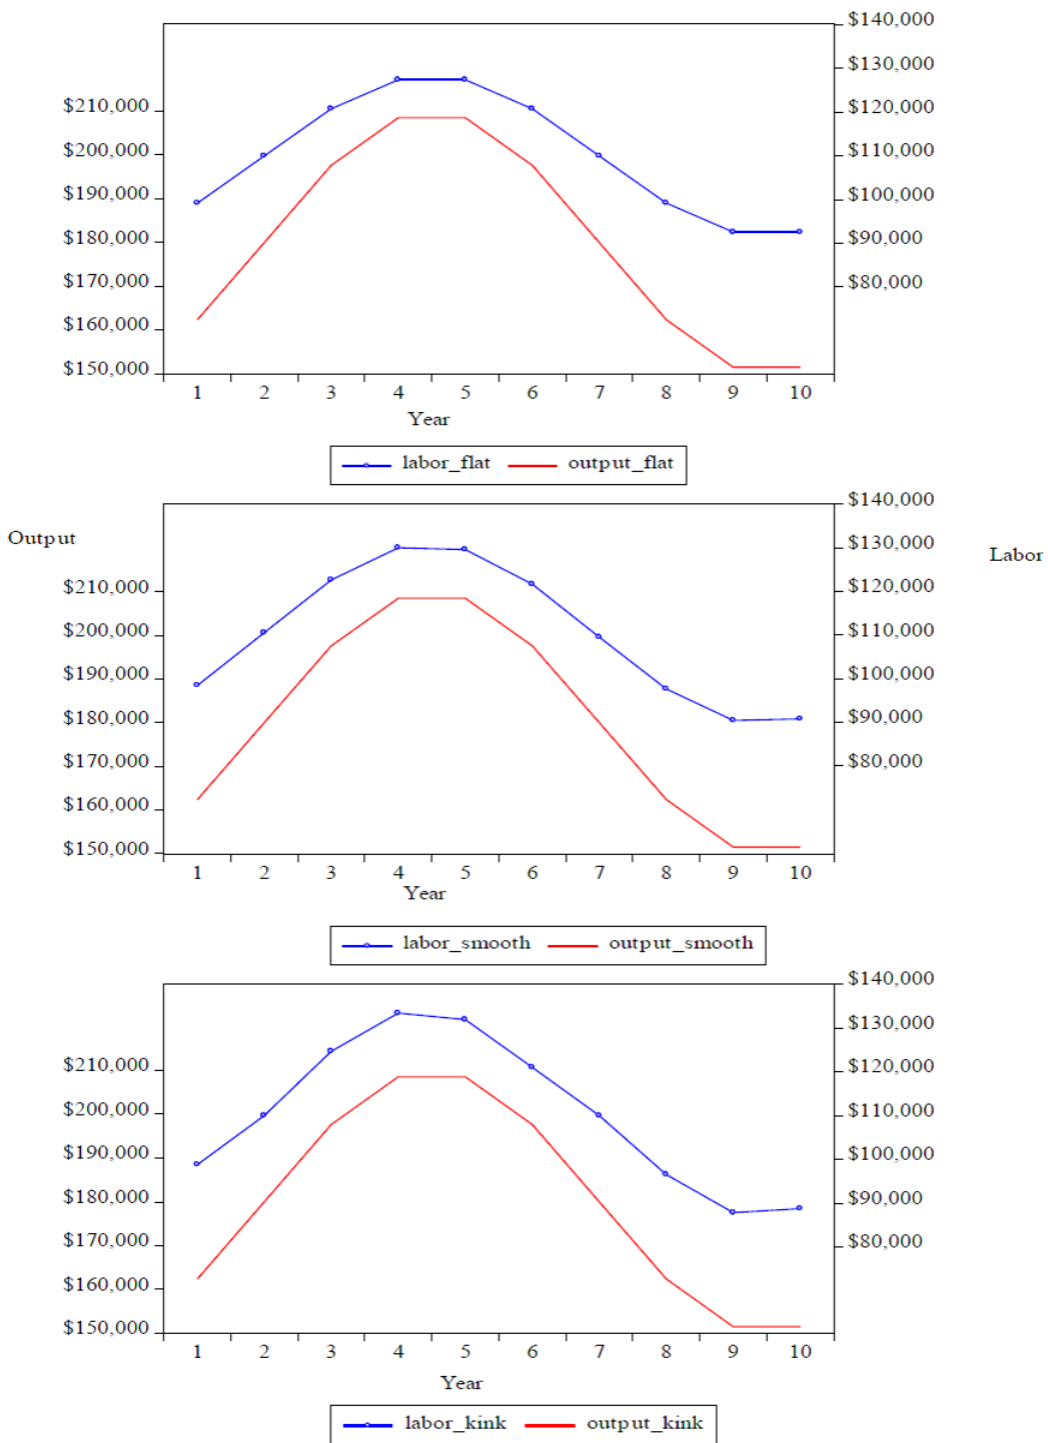 $140,000
$130,000
$210,000 $120,000
$200,000 $110,000
$190,000 $100,000
$180,000 $90,000
$170,000 $80,000
$160,000
$150,000
1 2 3 4 5 6 7 8 9 10
Year
labor_flat output_flat
$140,000
Output $130,000 Labor
$210,000 $120,000
$200,000 $110,000
$190,000 $100,000
$180,000 $90,000
$170,000 $80,000
$160,000
$150,000
1 2 3 4 5 6 7 8 9 10
Year
labor_smooth output_smooth
$140,000
$130,000
$210,000 $120,000
$200,000 $110,000
$190,000 $100,000
$180,000 $90,000
$170,000 $80,000
$160,000
$150,000
1 2 3 4 5 6 7 8 9 10
Year
labor_kink output_kink